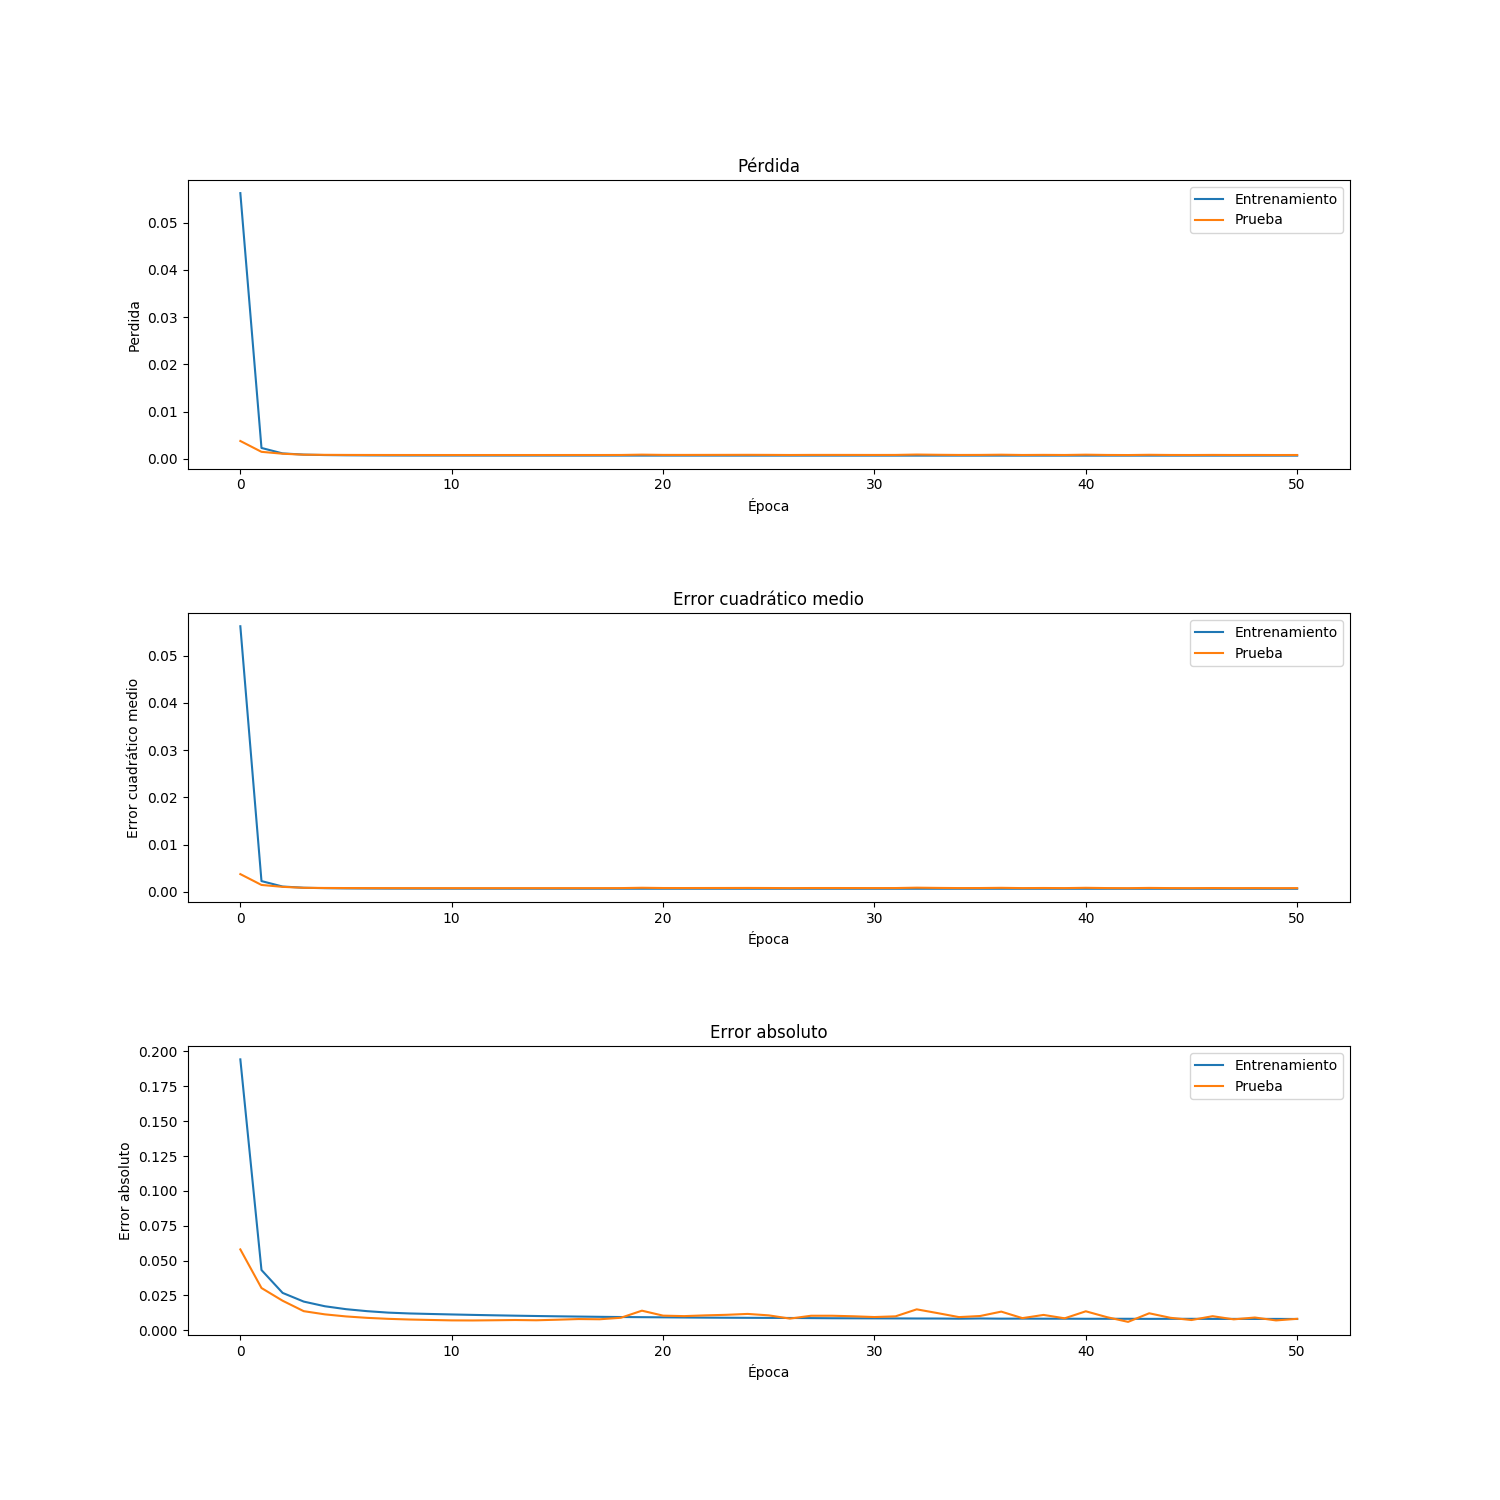 Pérdida
Entrenamiento
Prueba
Perdida
0.05
0.04
0.03
0.02
0.01
0.00
0 10 20 30 40 50
Época
Error cuadrático medio
Entrenamiento
Prueba
Error cuadrático medio
0.05
0.04
0.03
0.02
0.01
0.00
0 10 20 30 40 50
Época
Error absoluto
Entrenamiento
Prueba
Error absoluto
0.200
0.175
0.150
0.125
0.100
0.075
0.050
0.025
0.000
0 10 20 30 40 50
Época